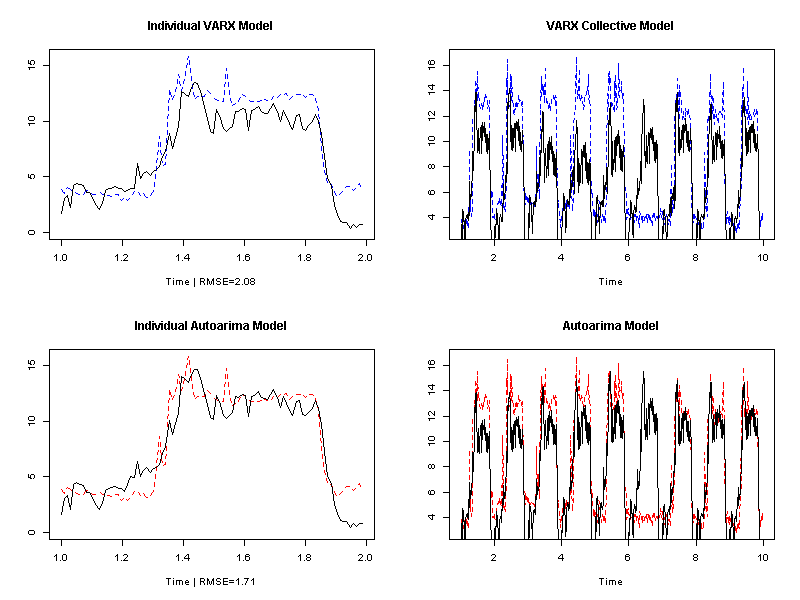 Individual VARX Model
15
10
5
0
1.0 1.2 1.4 1.6 1.8 2.0
Time | RMSE=2.08
VARX Collective Model
16
14
12
10
8
6
4
2 4 6 8 10
Time
Individual Autoarima Model
15
10
5
0
1.0 1.2 1.4 1.6 1.8 2.0
Time | RMSE=1.71
Autoarima Model
16
14
12
10
8
6
4
2 4 6 8 10
Time